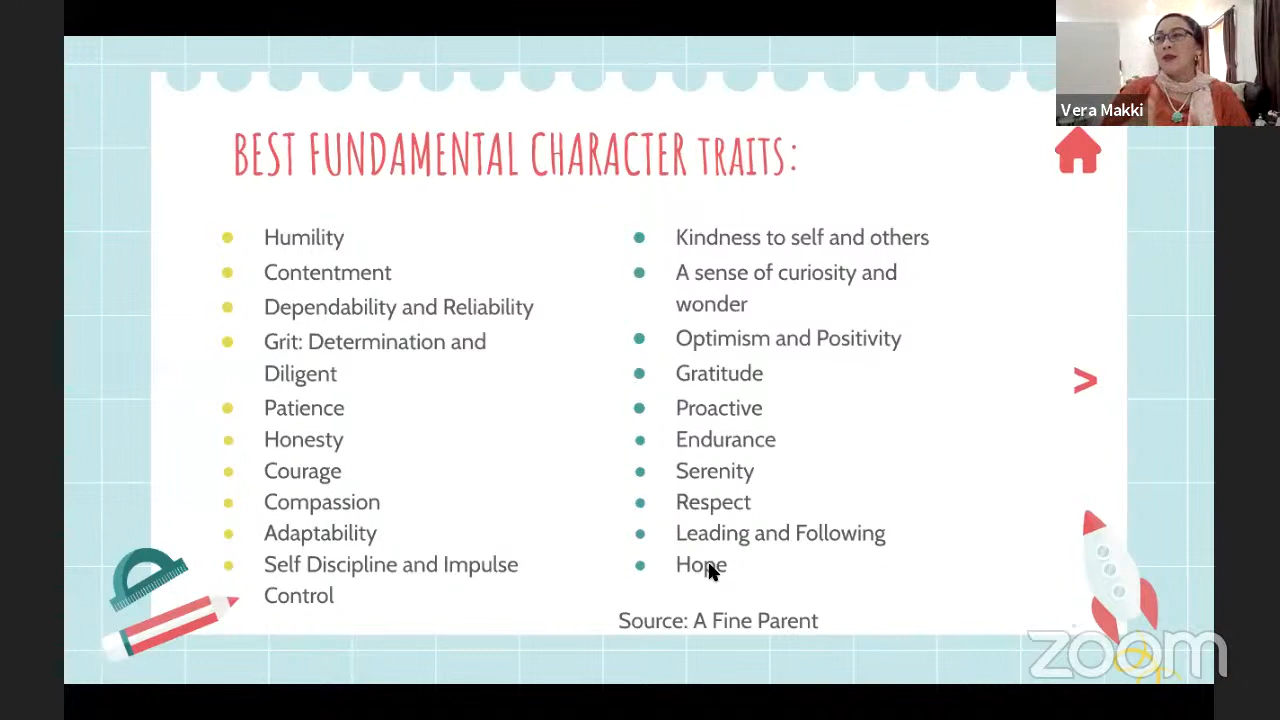 Vera Makki
BEST FUNDAMENTAL CHARACTER TRAITS:
Humility
Contentment
Dependability and Reliability
Grit: Determination and
Diligent
Patience
Honesty
Courage
Compassion
Adaptability
Self Discipline and Impulse
Control
Kindness to self and others
A sense of curiosity and
wonder
Optimism and Positivity
Gratitude
Proactive
Endurance
Serenity
Respect
Leading and Following
Hope
Source: A Fine Parent
>
zoom